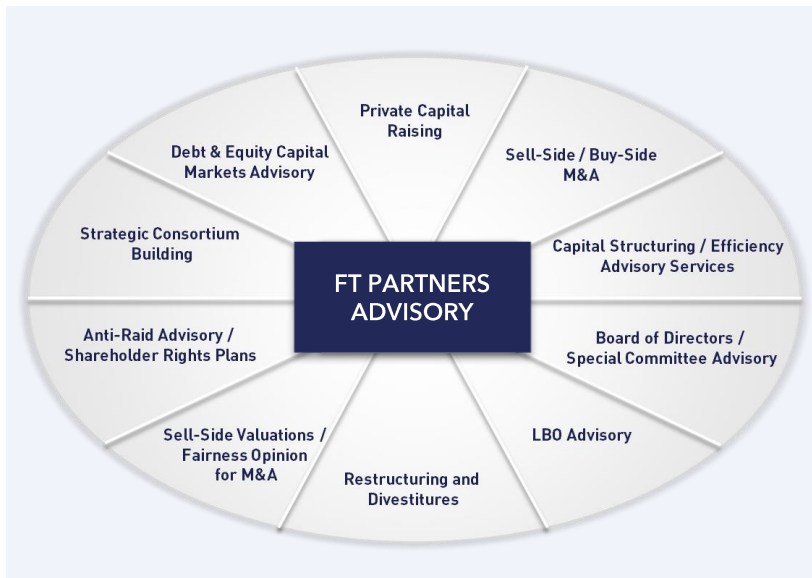 Private Capital
Raising
Sell-Side / Buy-Side
M&A
Capital Structuring / Efficiency
Advisory Services
Board of Directors /
Special Committee Advisory
LBO Advisory
Restructuring and
Divestitures
Sell-Side Valuations /
Fairness Opinion
for M&A
Anti-Raid Advisory /
Shareholder Rights Plans
Strategic Consortium
Building
Debt & Equity Capital
Markets Advisory
FT PARTNERS
ADVISORY